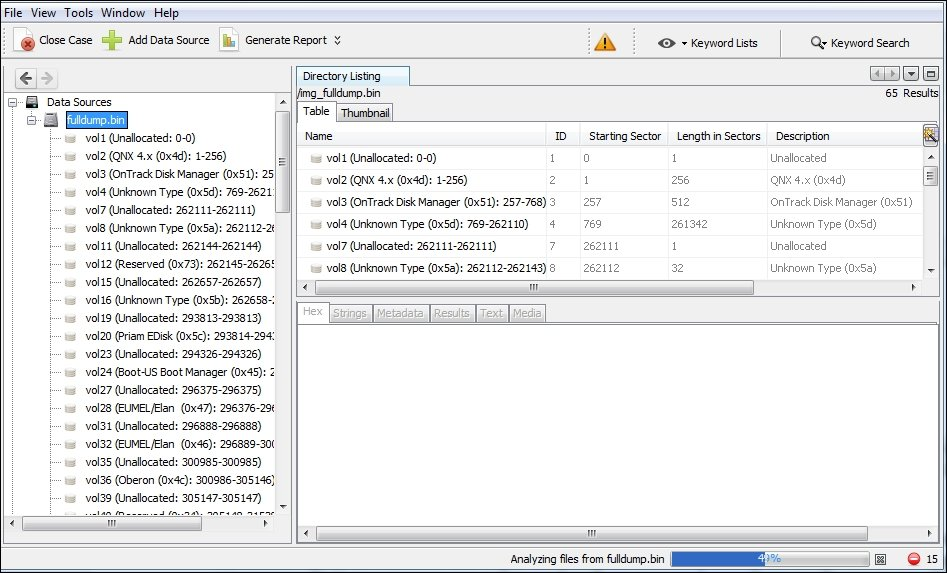 File View Tools Window Help
Close Case Add Data Source Generate Report Keyword Lists Keyword Search
Directory Listing
/img_fulldump.bin 65 Results
Table Thumbnail
Name ID Starting Sector Length in Sectors Description
vol1 (Unallocated: 0-0) 1 0 1 Unallocated
vol2 (QNX 4.x (0x4d): 1-256) 2 1 256 QNX 4.x (0x4d)
vol3 (OnTrack Disk Manager (0x51): 257-768) 3 257 512 OnTrack Disk Manager (0x51)
vol4 (Unknown Type (0x5d): 769-262110) 4 769 261342 Unknown Type (0x5d)
vol7 (Unallocated: 262111-262111) 7 262111 1 Unallocated
vol8 (Unknown Type (0x5a): 262112-262143) 8 262112 32 Unknown Type (0x5a)
Hex Strings Metadata Results Text Media
Data Sources
fulldump.bin
vol1 (Unallocated: 0-0)
vol2 (QNX 4.x (0x4d): 1-256)
vol3 (OnTrack Disk Manager (0x51): 25
vol4 (Unknown Type (0x5d): 769-2621
vol7 (Unallocated: 262111-262111)
vol8 (Unknown Type (0x5a): 262112-26
vol11 (Unallocated: 262144-262144)
vol12 (Reserved (0x73): 262145-26265
vol15 (Unallocated: 262657-262657)
vol16 (Unknown Type (0x5b): 262658-2
vol19 (Unallocated: 293813-293813)
vol20 (Priam EDisk (0x5c): 293814-294
vol23 (Unallocated: 294326-294326)
vol24 (Boot-US Boot Manager (0x45): 2
vol27 (Unallocated: 296375-296375)
vol28 (EUMEL/Elan (0x47): 296376-296
vol31 (Unallocated: 296888-296888)
vol32 (EUMEL/Elan (0x46): 296889-300
vol35 (Unallocated: 300985-300985)
vol36 (Oberon (0x4c): 300986-305146)
vol39 (Unallocated: 305147-305147)
Analyzing files from fulldump.bin 15